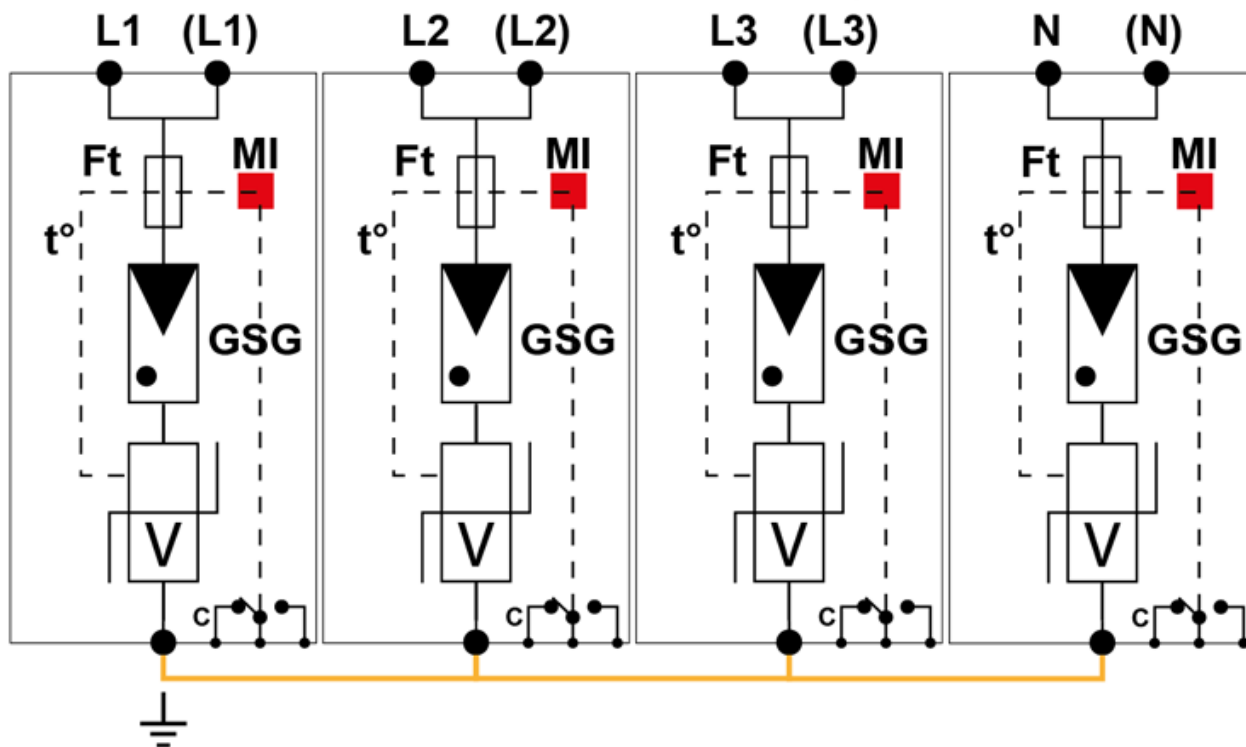 L1 (L1) L2 (L2) L3 (L3) N (N)
Ft MI Ft MI Ft MI Ft MI
t° t° t° t°
GSG GSG GSG GSG
V V V V
C C C C